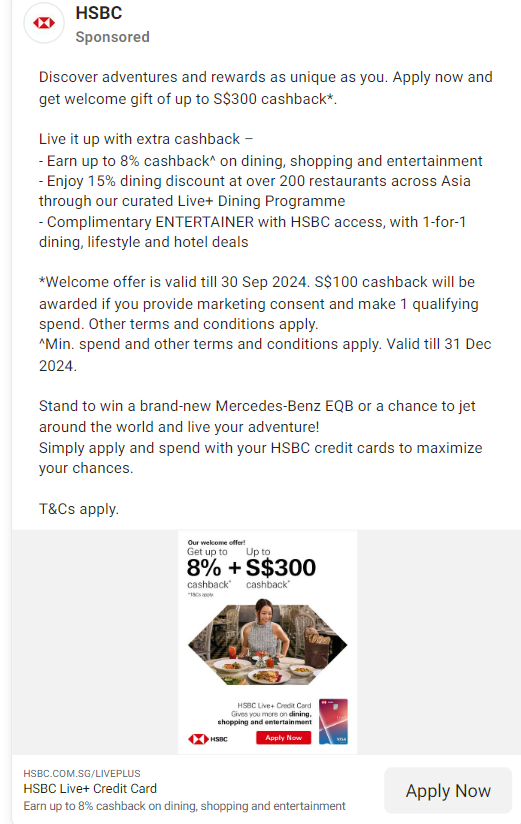 HSBC
Sponsored
Discover adventures and rewards as unique as you. Apply now and
get welcome gift of up to S$300 cashback*.
Live it up with extra cashback –
- Earn up to 8% cashback^ on dining, shopping and entertainment
- Enjoy 15% dining discount at over 200 restaurants across Asia
through our curated Live+ Dining Programme
- Complimentary ENTERTAINER with HSBC access, with 1-for-1
dining, lifestyle and hotel deals
*Welcome offer is valid till 30 Sep 2024. S$100 cashback will be
awarded if you provide marketing consent and make 1 qualifying
spend. Other terms and conditions apply.
^Min. spend and other terms and conditions apply. Valid till 31 Dec
2024.
Stand to win a brand-new Mercedes-Benz EQB or a chance to jet
around the world and live your adventure!
Simply apply and spend with your HSBC credit cards to maximize
your chances.
T&Cs apply.
Our welcome offer!
Get up to Up to
8% + S$300
cashback* cashback*
*T&Cs apply.
HSBC Live+ Credit Card
Gives you more on dining,
shopping and entertainment
HSBC
Apply Now
VISA
HSBC.COM.SG/LIVEPLUS
HSBC Live+ Credit Card
Earn up to 8% cashback on dining, shopping and entertainment
Apply Now